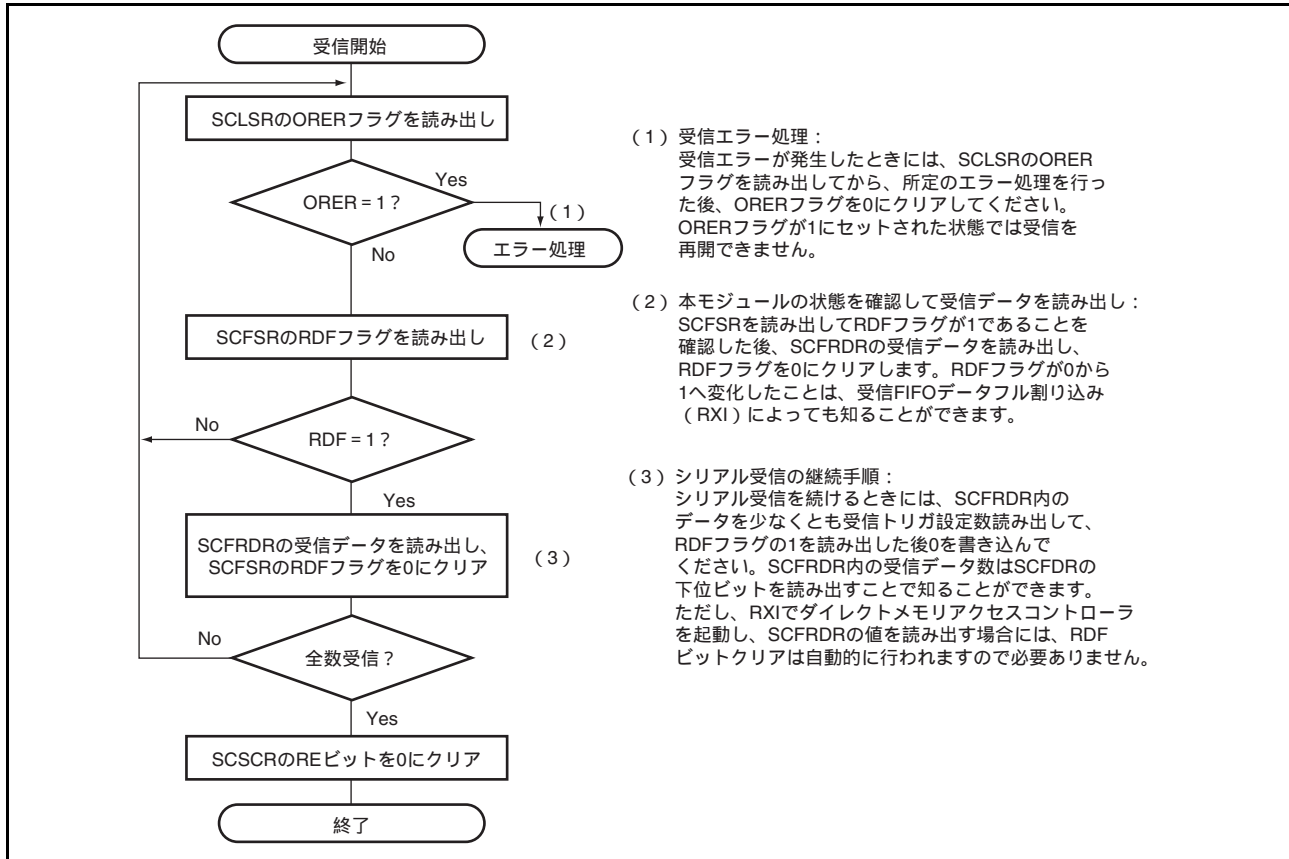 受信開始
SCLSRのORERフラグを読み出し
ORER = 1？
Yes
（1）
エラー処理
No
SCFSRのRDFフラグを読み出し
（2）
No
RDF = 1？
Yes
SCFRDRの受信データを読み出し、
SCFSRのRDFフラグを0にクリア
（3）
No
全数受信？
Yes
SCSCRのREビットを0にクリア
終了
（1）受信エラー処理：
受信エラーが発生したときには、SCLSRのORER
フラグを読み出してから、所定のエラー処理を行っ
た後、ORERフラグを0にクリアしてください。
ORERフラグが1にセットされた状態では受信を
再開できません。
（2）本モジュールの状態を確認して受信データを読み出し：
SCFSRを読み出してRDFフラグが1であることを
確認した後、SCFRDRの受信データを読み出し、
RDFフラグを0にクリアします。RDFフラグが0から
1へ変化したことは、受信FIFOデータフル割り込み
（RXI）によっても知ることができます。
（3）シリアル受信の継続手順：
シリアル受信を続けるときには、SCFRDR内の
データを少なくとも受信トリガ設定数読み出して、
RDFフラグの1を読み出した後0を書き込んで
ください。SCFRDR内の受信データ数はSCFDRの
下位ビットを読み出すことで知ることができます。
ただし、RXIでダイレクトメモリアクセスコントローラ
を起動し、SCFRDRの値を読み出す場合には、RDF
ビットクリアは自動的に行われますので必要ありません。